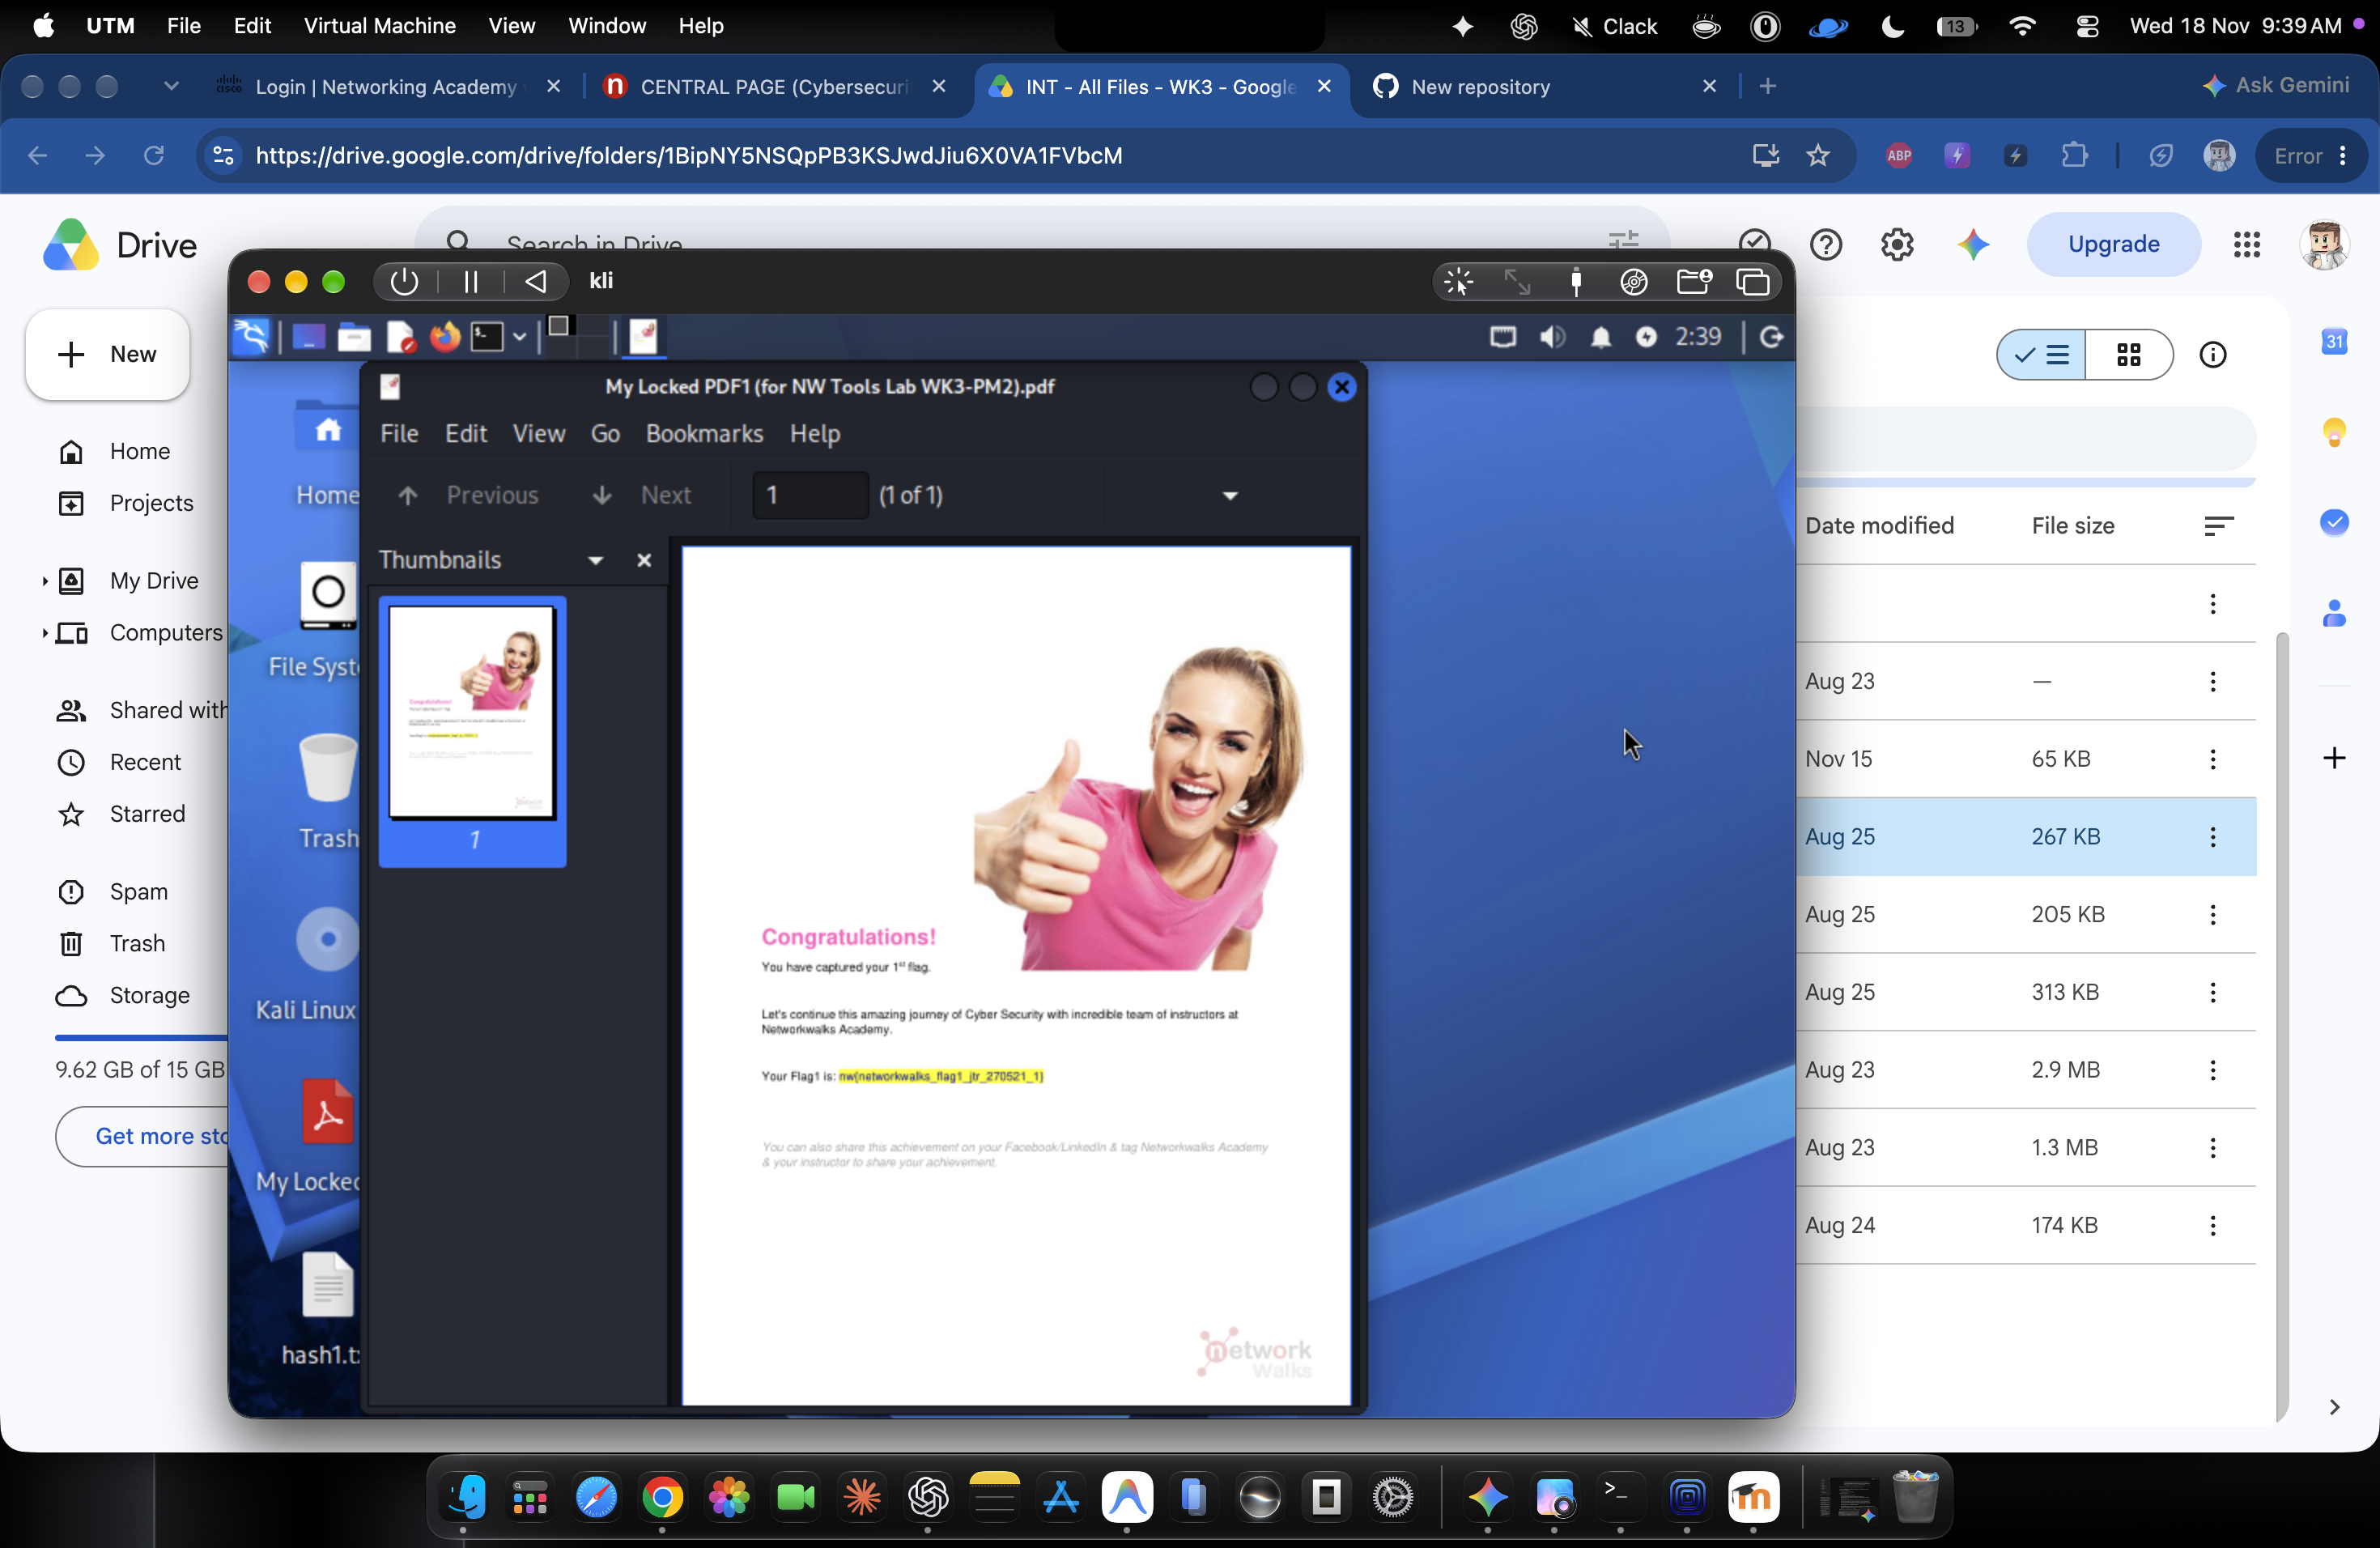 UTM File Edit Virtual Machine View Window Help Clack 13 Wed 18 Nov 9:39 AM
Login | Networking Academy CENTRAL PAGE (Cybersecuri INT - All Files - WK3 - Google New repository Ask Gemini
https://drive.google.com/drive/folders/1BipNY5NSQpPB3KSJwdJiu6X0VA1FVbcM ABP Error
Drive Search in Drive Upgrade
kli
2:39
New
My Locked PDF1 (for NW Tools Lab WK3-PM2).pdf
File Edit View Go Bookmarks Help
Previous Next 1 (1 of 1)
Thumbnails
1
Congratulations!
You have captured your 1st flag.
Let's continue this amazing journey of Cyber Security with incredible team of instructors at
Networkwalks Academy.
Your Flag1 is: nw{networkwalks_flag1_jtr_270521_1}
You can also share this achievement on your Facebook/LinkedIn & tag Networkwalks Academy
& your instructor to share your achievement.
network
Walks
Home
File Syst
Trash
Kali Linux
My Locked
hash1.t
Home
Projects
My Drive
Computers
Shared with
Recent
Starred
Spam
Trash
Storage
9.62 GB of 15 GB
Get more sto
Date modified File size
Aug 23 —
Nov 15 65 KB
Aug 25 267 KB
Aug 25 205 KB
Aug 25 313 KB
Aug 23 2.9 MB
Aug 23 1.3 MB
Aug 24 174 KB
31